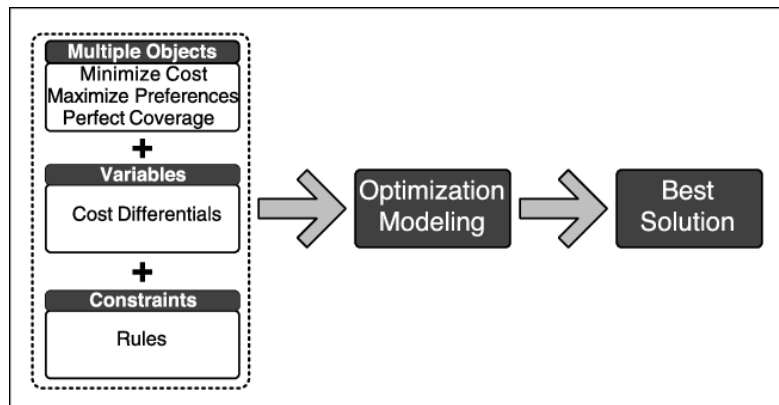 Multiple Objects
Minimize Cost
Maximize Preferences
Perfect Coverage
+
Variables
Cost Differentials
+
Constraints
Rules
Optimization
Modeling
Best
Solution